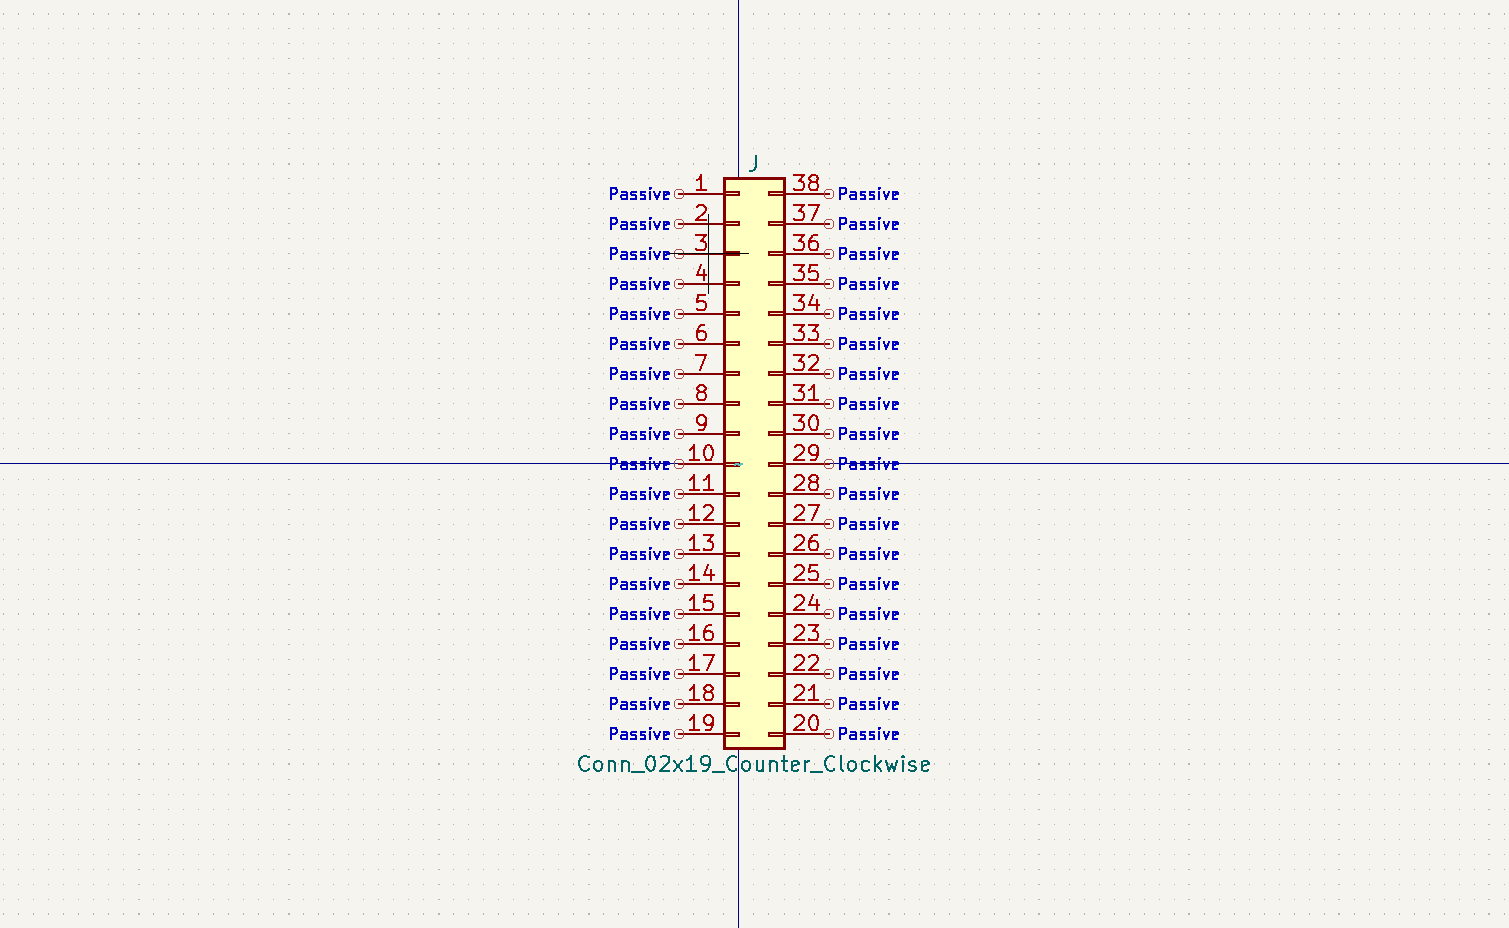 J
Passive 1 38 Passive
Passive 2 37 Passive
Passive 3 36 Passive
Passive 4 35 Passive
Passive 5 34 Passive
Passive 6 33 Passive
Passive 7 32 Passive
Passive 8 31 Passive
Passive 9 30 Passive
Passive 10 29 Passive
Passive 11 28 Passive
Passive 12 27 Passive
Passive 13 26 Passive
Passive 14 25 Passive
Passive 15 24 Passive
Passive 16 23 Passive
Passive 17 22 Passive
Passive 18 21 Passive
Passive 19 20 Passive
Conn_02x19_Counter_Clockwise